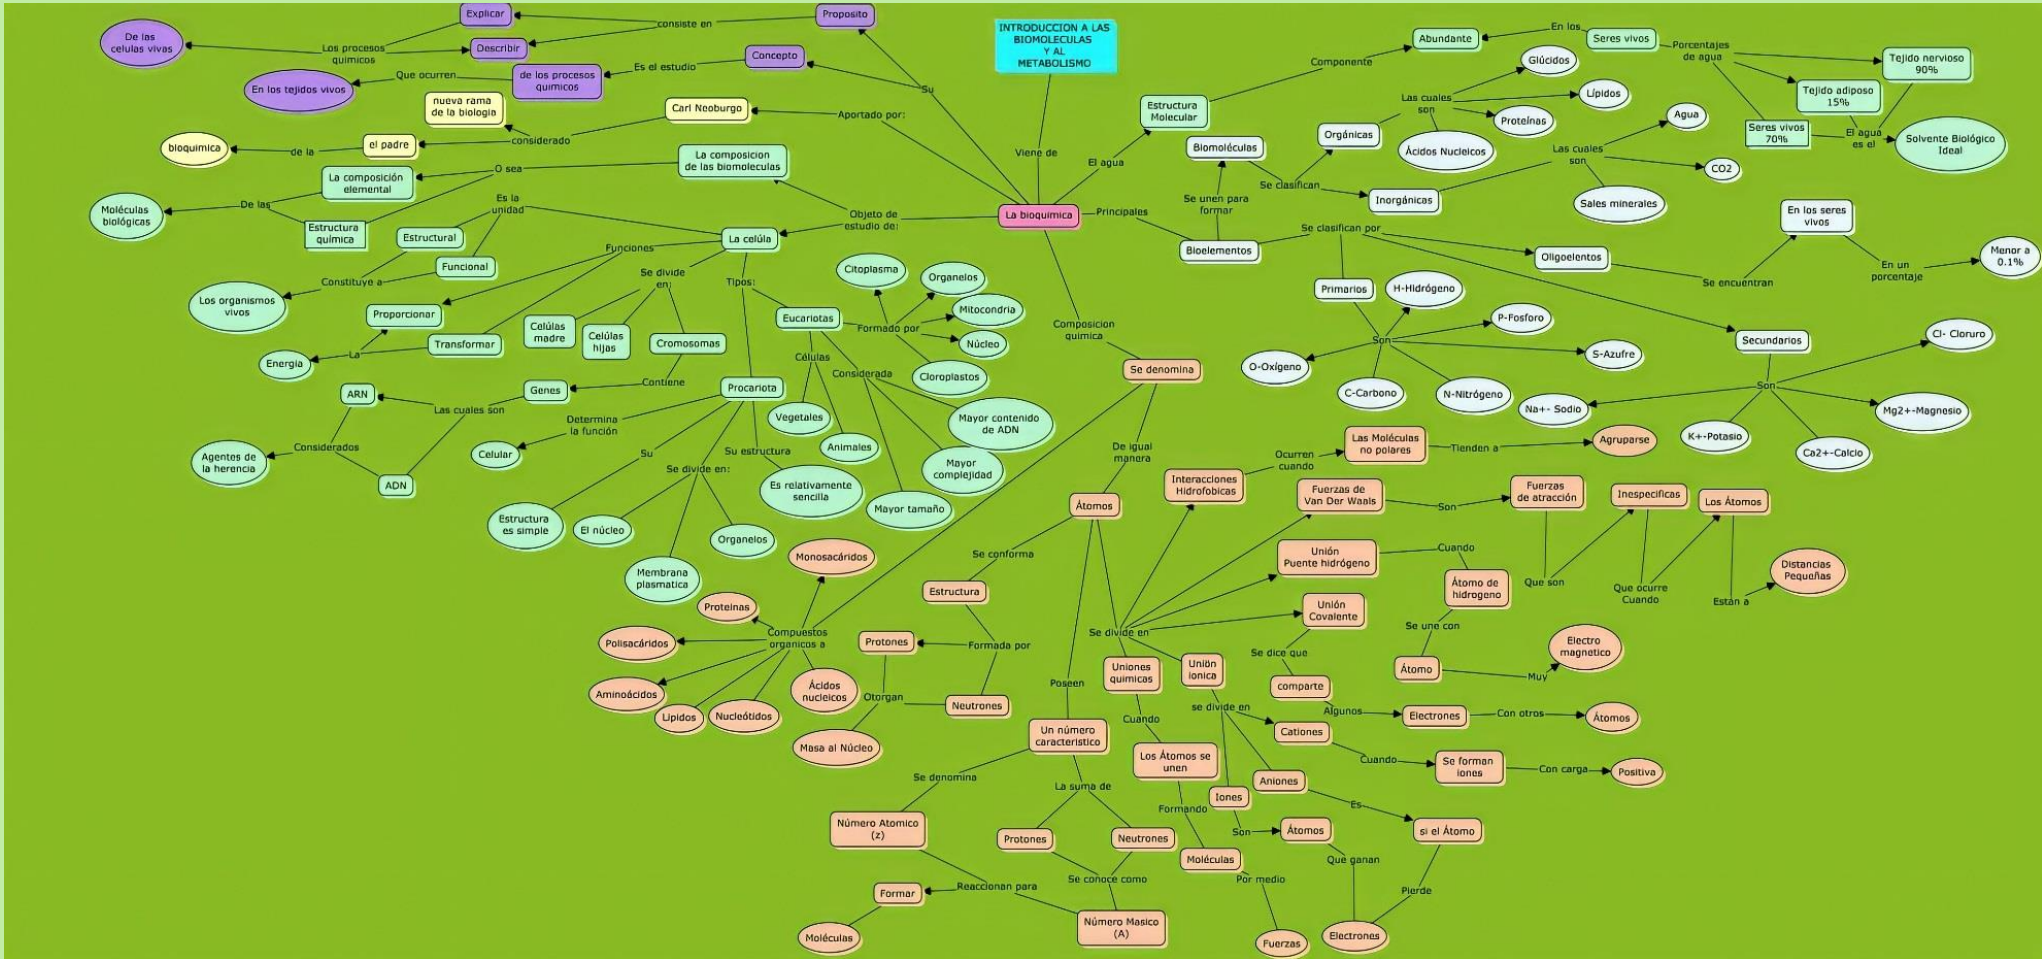 INTRODUCCION A LAS
BIOMOLECULAS
Y AL
METABOLISMO
Viene de
La bioquimica
Su
Proposito
consiste en
Explicar
Describir
Los procesos
quimicos
De las
celulas vivas
Concepto
Es el estudio
de los procesos
quimicos
Que ocurren
En los tejidos vivos
Aportado por:
Carl Neoburgo
considerado
nueva rama
de la biologia
el padre
de la
bioquimica
Objeto de
estudio de:
La composicion
de las biomoleculas
O sea
La composición
elemental
Estructura
química
De las
Moléculas
biológicas
La celúla
Es la
unidad
Estructural
Funcional
Constituye a
Los organismos
vivos
Funciones
Proporcionar
Transformar
La
Energia
Se divide
en:
Celúlas
madre
Celúlas
hijas
Cromosomas
Contiene
Genes
Las cuales son
ARN
ADN
Considerados
Agentes de
la herencia
Tipos:
Eucariotas
Formado por
Citoplasma
Organelos
Mitocondria
Núcleo
Cloroplastos
Células
Vegetales
Animales
Considerada
Mayor contenido
de ADN
Mayor
complejidad
Mayor tamaño
Procariota
Determina
la función
Celular
Su
Estructura
es simple
Se divide en:
El núcleo
Membrana
plasmatica
Organelos
Su estructura
Es relativamente
sencilla
El agua
Estructura
Molecular
Componente
Abundante
En los
Seres vivos
Porcentajes
de agua
Tejido nervioso
90%
Tejido adiposo
15%
Seres vivos
70%
El agua
es el
Solvente Biológico
Ideal
Principales
Bioelementos
Se unen para
formar
Biomoléculas
Se clasifican
Orgánicas
Las cuales
son
Glúcidos
Lípidos
Proteínas
Ácidos Nucleicos
Inorgánicas
Las cuales
son
Agua
CO2
Sales minerales
Se clasifican por
Primarios
Son
H-Hidrógeno
P-Fosforo
S-Azufre
N-Nitrógeno
C-Carbono
O-Oxígeno
Oligoelentos
Se encuentran
En los seres
vivos
En un
porcentaje
Menor a
0.1%
Secundarios
Son
Cl- Cloruro
Mg2+-Magnesio
Ca2+-Calcio
K+-Potasio
Na+- Sodio
Composicion
quimica
Se denomina
Compuestos
organicos a
Monosacáridos
Proteinas
Polisacáridos
Aminoácidos
Lipidos
Nucleótidos
Ácidos
nucleicos
De igual
manera
Átomos
Se conforma
Estructura
Formada por
Protones
Neutrones
Otorgan
Masa al Núcleo
Poseen
Un número
caracteristico
Se denomina
Número Atomico
(z)
La suma de
Protones
Neutrones
Se conoce como
Número Masico
(A)
Reaccionan para
Formar
Moléculas
Se divide en
Interacciones
Hidrofobicas
Ocurren
cuando
Las Moléculas
no polares
Tienden a
Agruparse
Fuerzas de
Van Der Waals
Son
Fuerzas
de atracción
Que son
Inespecificas
Que ocurre
Cuando
Los Átomos
Están a
Distancias
Pequeñas
Unión
Puente hidrógeno
Cuando
Átomo de
hidrogeno
Se une con
Átomo
Muy
Electro
magnetico
Unión
Covalente
Se dice que
comparte
Algunos
Electrones
Con otros
Átomos
Uniones
quimicas
Cuando
Los Átomos se
unen
Formando
Moléculas
Por medio
Fuerzas
Unión
ionica
se divide en
Cationes
Cuando
Se forman
iones
Con carga
Positiva
Aniones
Es
si el Átomo
Pierde
Iones
Son
Átomos
Que ganan
Electrones